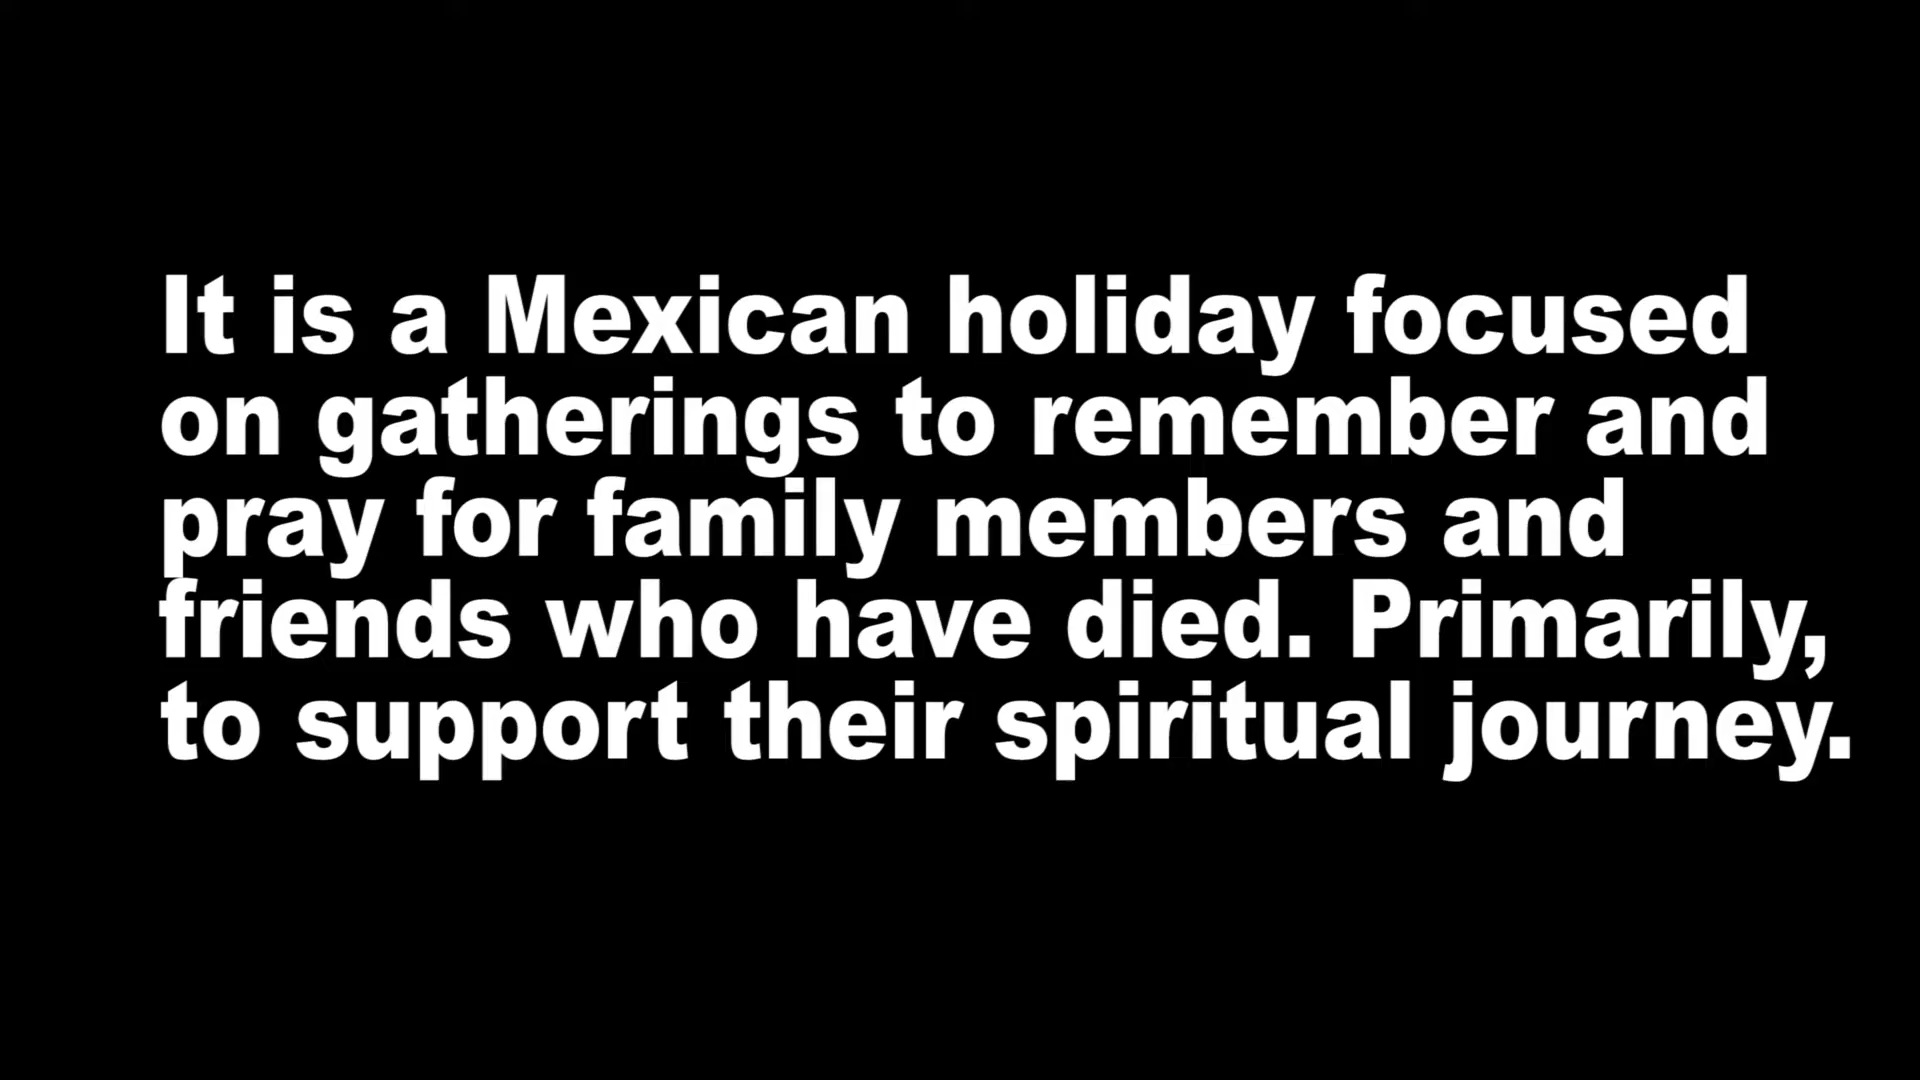 It is a Mexican holiday focused
on gatherings to remember and
pray for family members and
friends who have died. Primarily,
to support their spiritual journey.